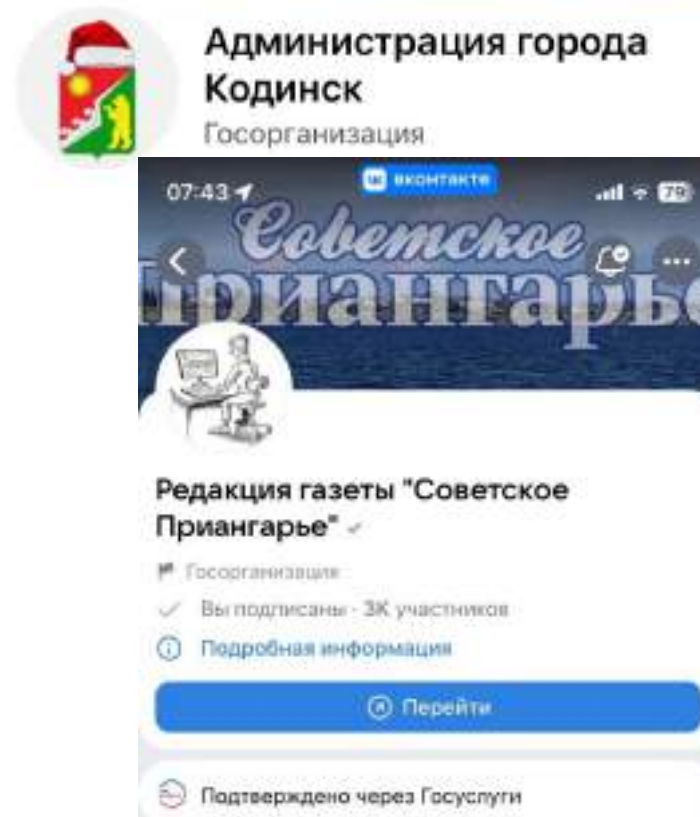 Администрация города
Кодинск
Госорганизация
07:43
вконтакте
79
Советское
Приангарье
Редакция газеты "Советское
Приангарье"
Госорганизация
Вы подписаны · 3К участников
Подробная информация
Перейти
Подтверждено через Госуслуги